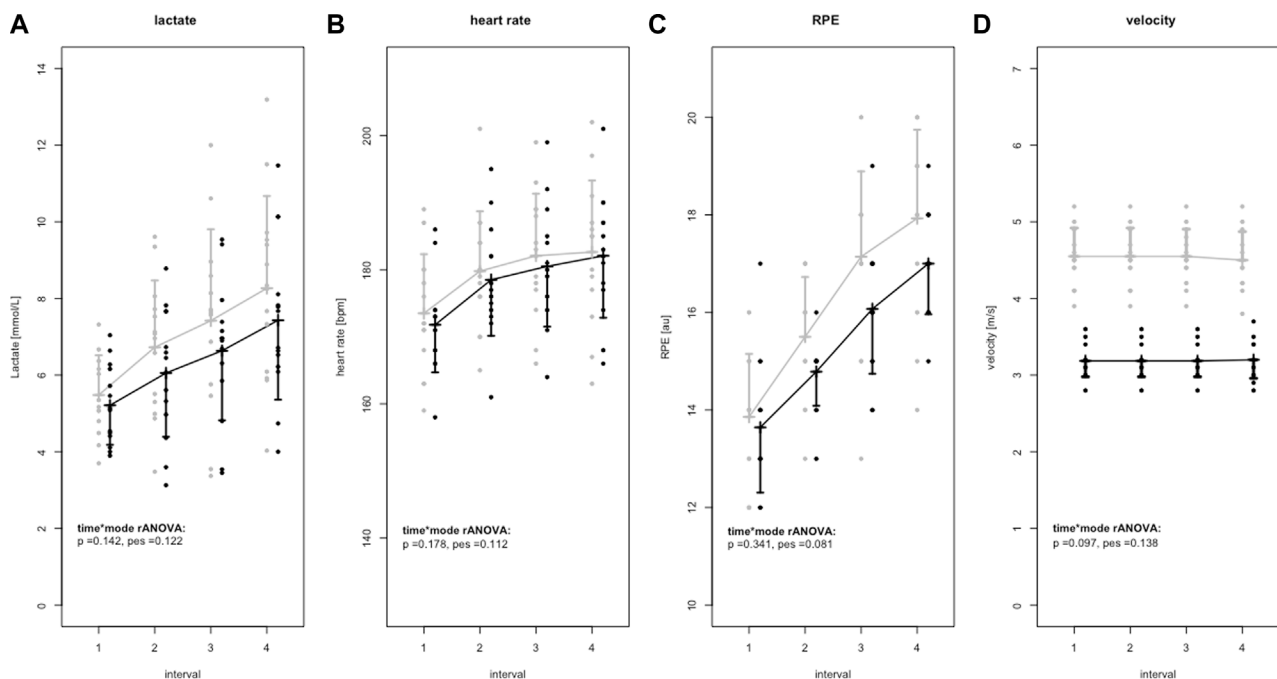 A
lactate
14
12
10
8
6
4
2
0
Lactate [mmol/L]
time*mode rANOVA:
p =0.142, pes =0.122
1 2 3 4
interval
B
heart rate
200
180
160
140
heart rate [bpm]
time*mode rANOVA:
p =0.178, pes =0.112
1 2 3 4
interval
C
RPE
20
18
16
14
12
10
RPE [au]
time*mode rANOVA:
p =0.341, pes =0.081
1 2 3 4
interval
D
velocity
7
6
5
4
3
2
1
0
velocity [m/s]
time*mode rANOVA:
p =0.097, pes =0.138
1 2 3 4
interval